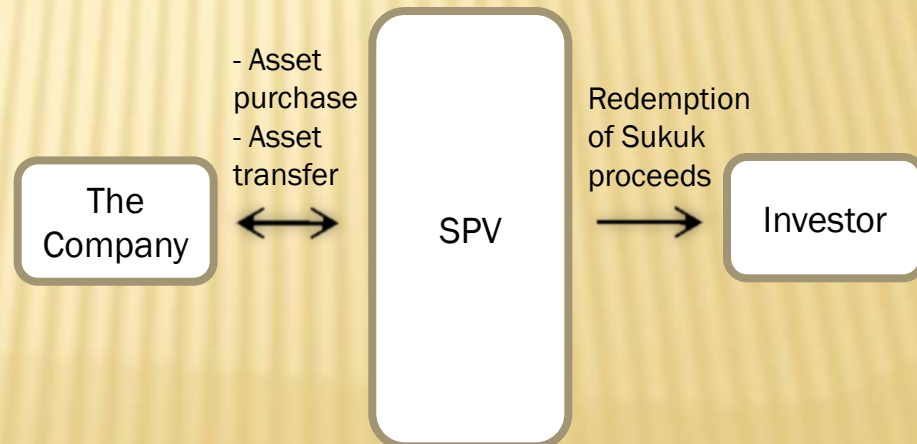 The
Company
- Asset
purchase
- Asset
transfer
SPV
Redemption
of Sukuk
proceeds
Investor